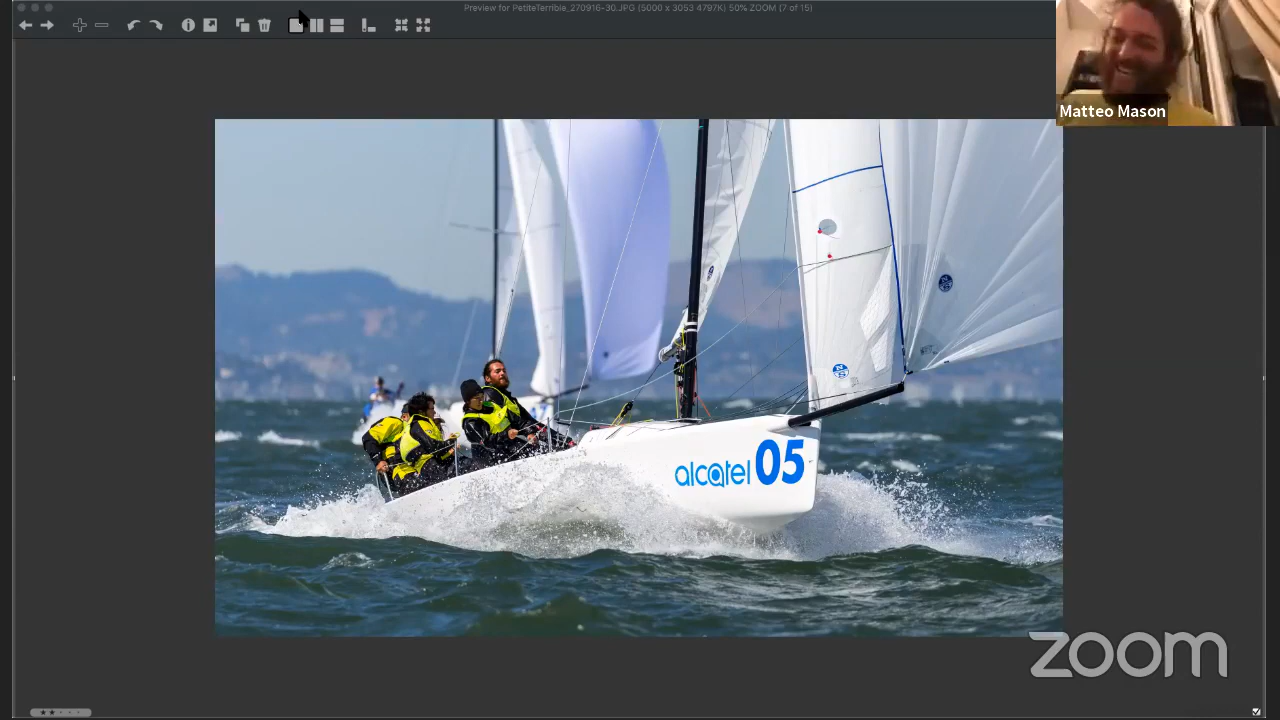 Preview for PetiteTerrible_270916-30.JPG (5000 x 3053 4797K) 50% ZOOM (7 of 15)
Matteo Mason
alcatel 05
zoom